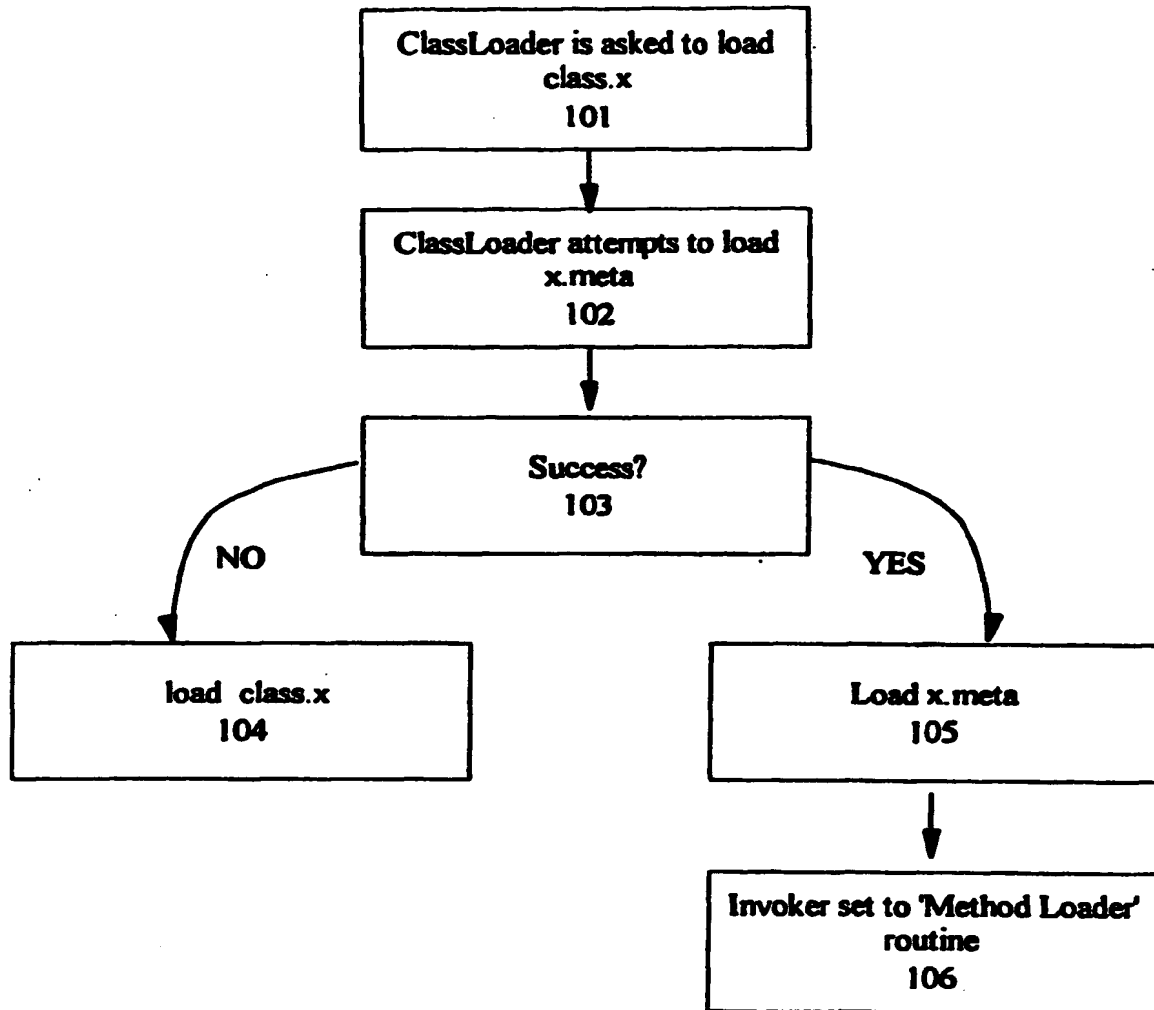 ClassLoader is asked to load
class.x
101
ClassLoader attempts to load
x.meta
102
Success?
103
NO
YES
load class.x
104
Load x.meta
105
Invoker set to 'Method Loader'
routine
106